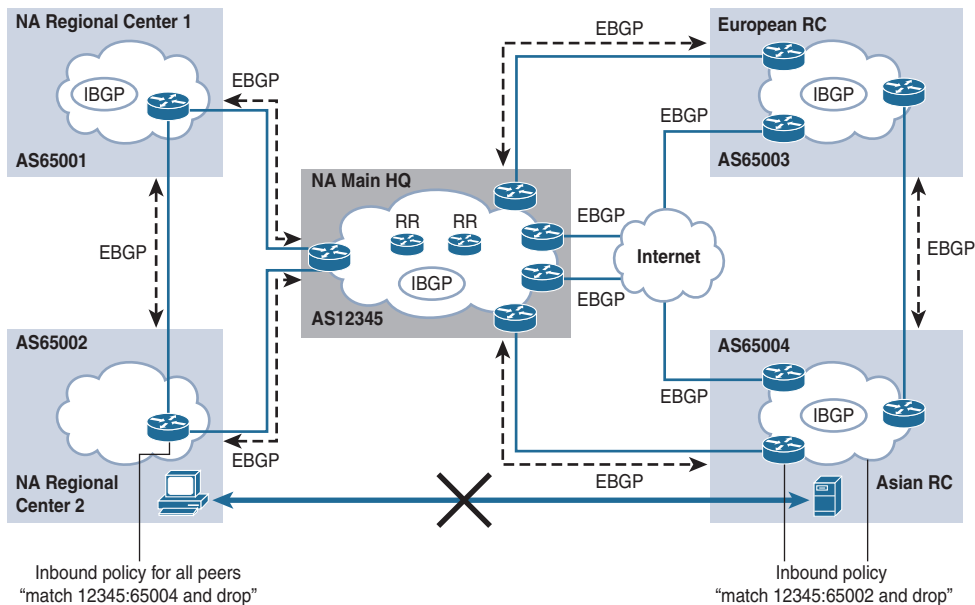 NA Regional Center 1
EBGP
IBGP
AS65001
EBGP
AS65002
NA Regional
Center 2
EBGP
Inbound policy for all peers
“match 12345:65004 and drop”
NA Main HQ
RR
RR
IBGP
AS12345
EBGP
EBGP
EBGP
Internet
EBGP
European RC
EBGP
IBGP
AS65003
EBGP
AS65004
EBGP
IBGP
Asian RC
Inbound policy
“match 12345:65002 and drop”